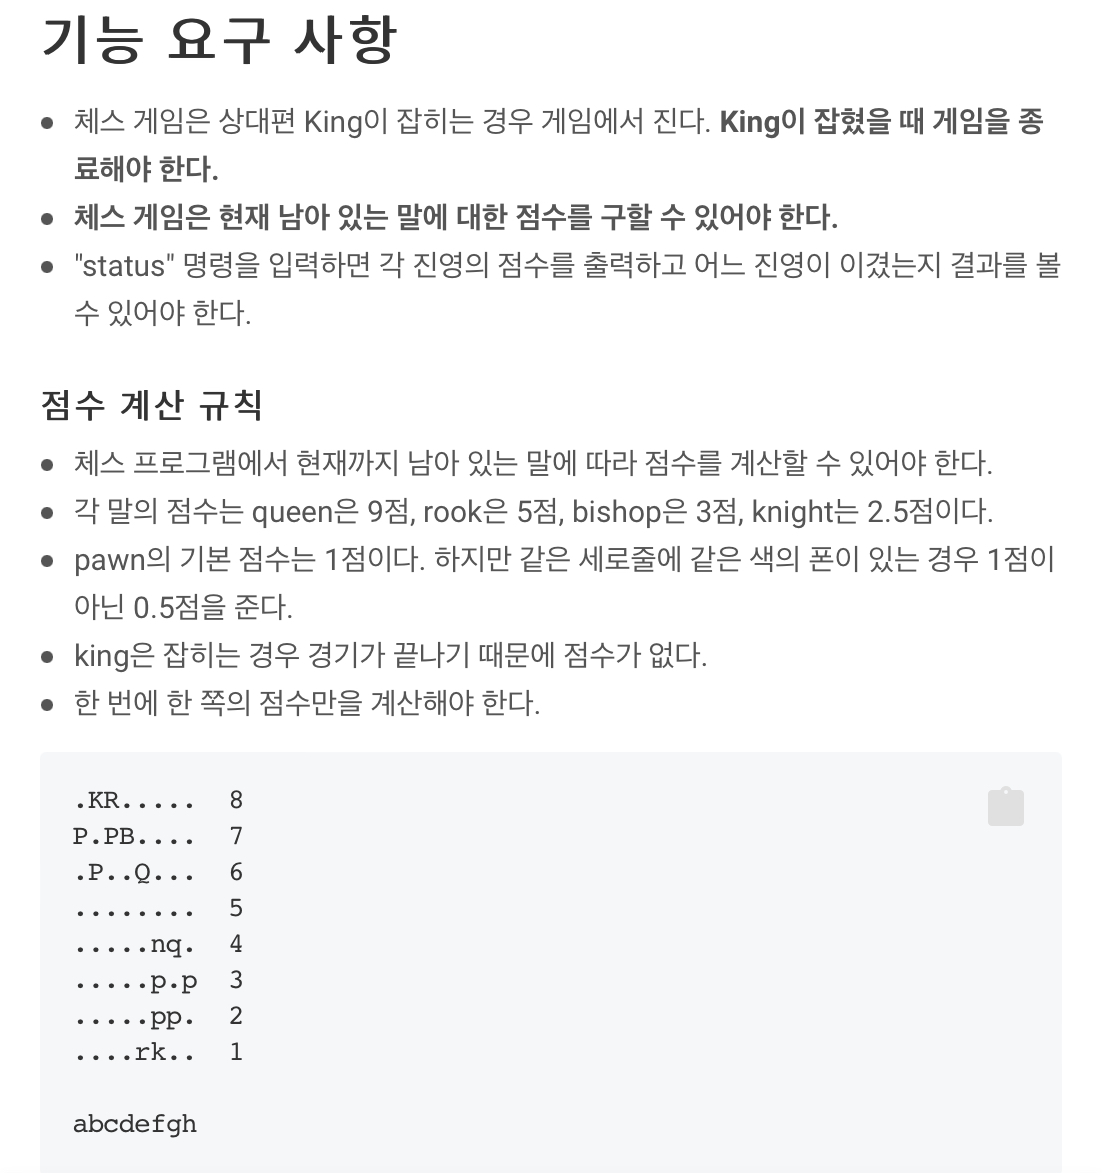 기능 요구 사항
체스 게임은 상대편 King이 잡히는 경우 게임에서 진다. King이 잡혔을 때 게임을 종
료해야 한다.
체스 게임은 현재 남아 있는 말에 대한 점수를 구할 수 있어야 한다.
"status" 명령을 입력하면 각 진영의 점수를 출력하고 어느 진영이 이겼는지 결과를 볼
수 있어야 한다.
점수 계산 규칙
체스 프로그램에서 현재까지 남아 있는 말에 따라 점수를 계산할 수 있어야 한다.
각 말의 점수는 queen은 9점, rook은 5점, bishop은 3점, knight는 2.5점이다.
pawn의 기본 점수는 1점이다. 하지만 같은 세로줄에 같은 색의 폰이 있는 경우 1점이
아닌 0.5점을 준다.
king은 잡히는 경우 경기가 끝나기 때문에 점수가 없다.
한 번에 한 쪽의 점수만을 계산해야 한다.
.KR.....  8
P.PB....  7
.P..Q...  6
........  5
.....nq.  4
.....p.p  3
.....pp.  2
....rk..  1
abcdefgh